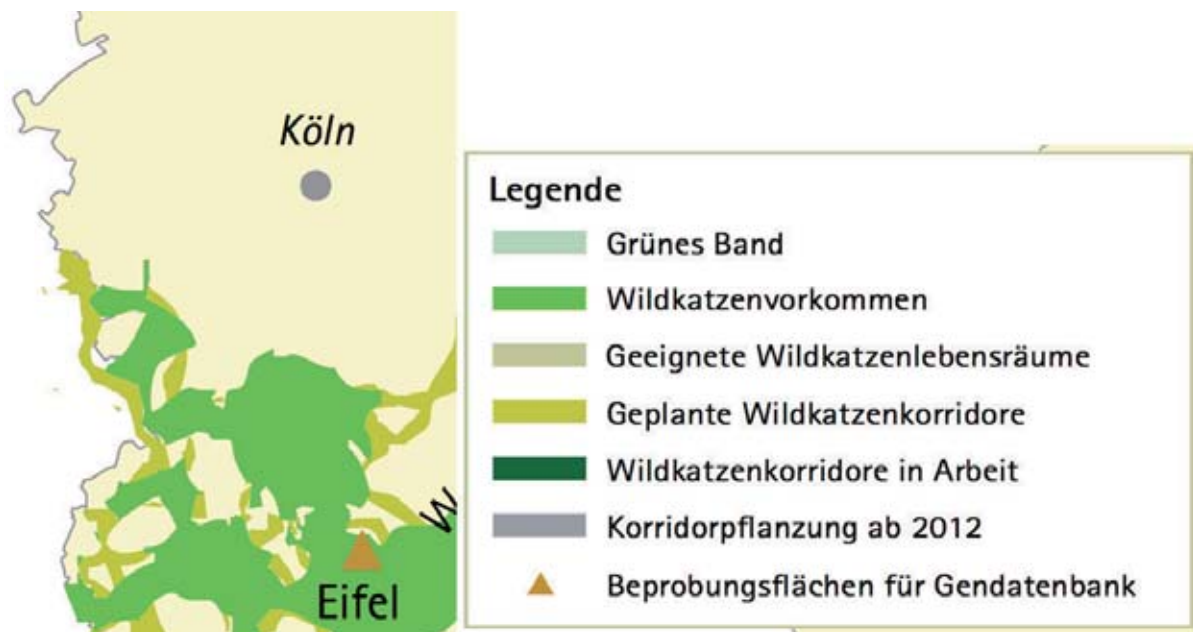 Köln
W
Eifel
Legende
Grünes Band
Wildkatzenvorkommen
Geeignete Wildkatzenlebensräume
Geplante Wildkatzenkorridore
Wildkatzenkorridore in Arbeit
Korridorpflanzung ab 2012
Beprobungsflächen für Gendatenbank